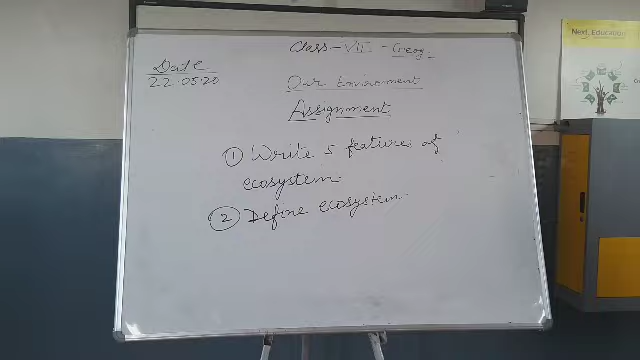 Class-VII - Geog.
Date
22.05.20
Our Enviroment
Assignment
① Write 5 features of
ecosystem.
② Define ecosystem.
Next Education